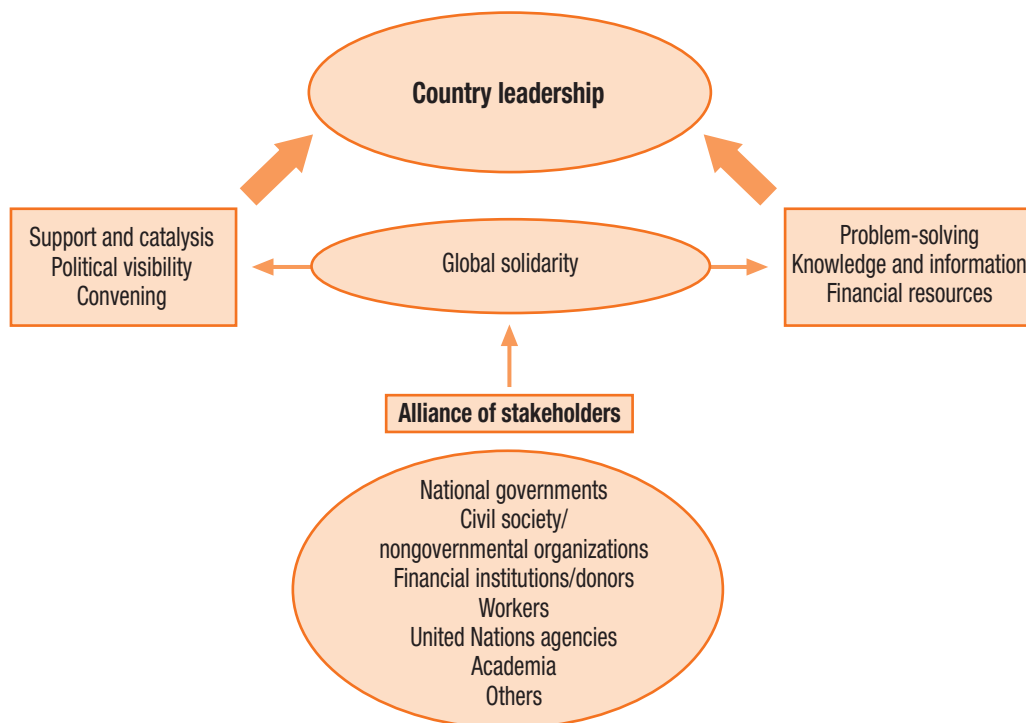 Country leadership
Support and catalysis
Political visibility
Convening
Global solidarity
Problem-solving
Knowledge and information
Financial resources
Alliance of stakeholders
National governments
Civil society/
nongovernmental organizations
Financial institutions/donors
Workers
United Nations agencies
Academia
Others